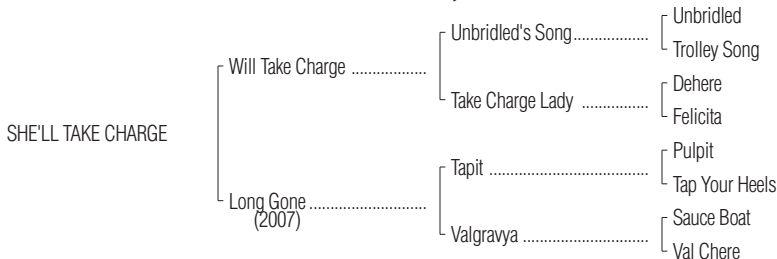 Unbridled
Unbridled's Song...................
Trolley Song
Will Take Charge ..................
Dehere
Take Charge Lady ................
Felicita
SHE'LL TAKE CHARGE
Pulpit
Tapit ......................................
Tap Your Heels
Long Gone ............................
(2007)
Sauce Boat
Valgravya ..............................
Val Chere